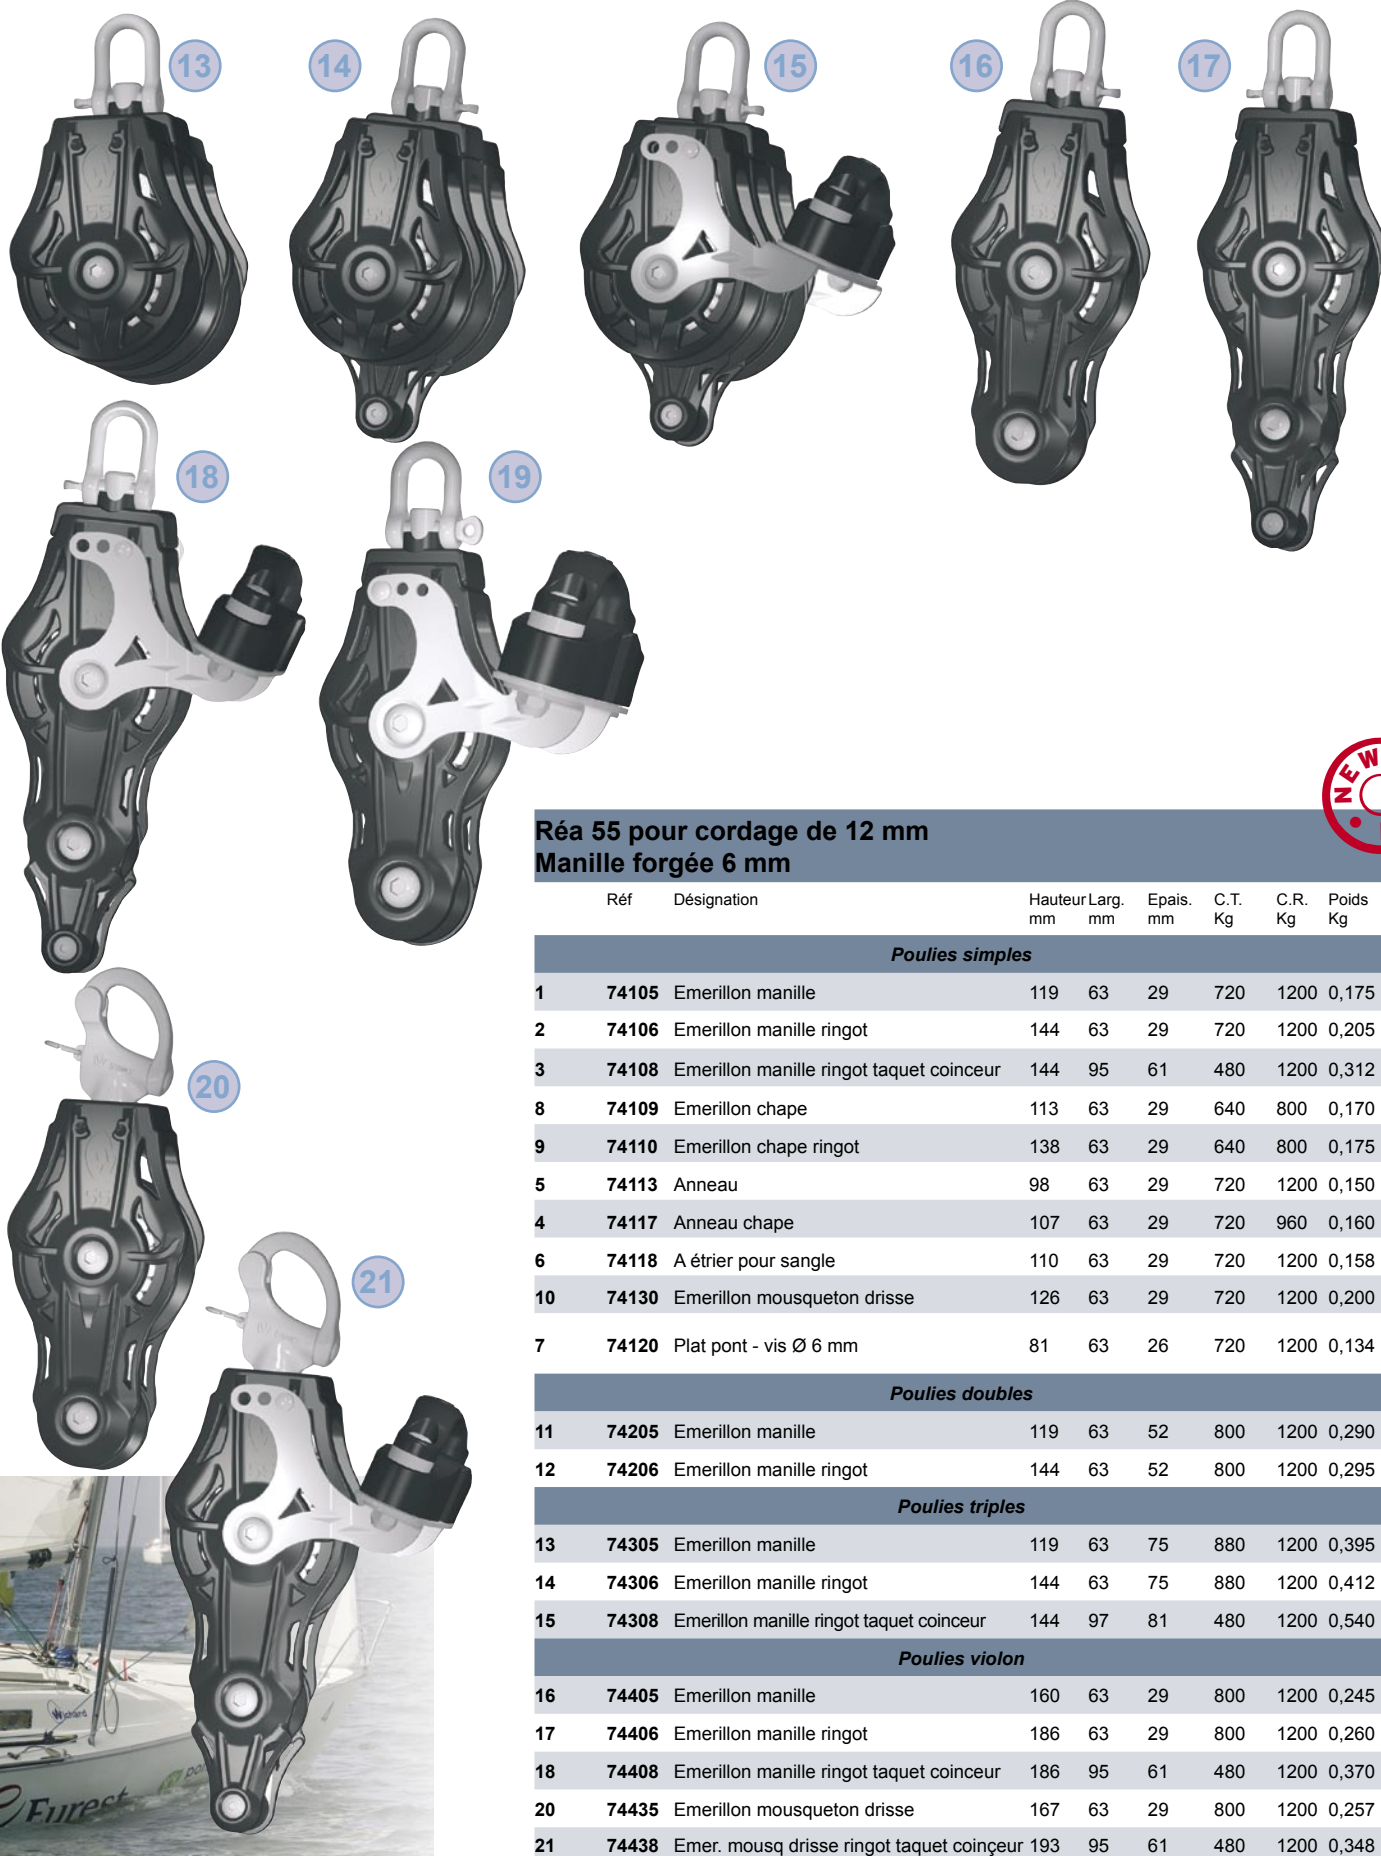 13
14
15
16
17
18
19
20
21
NEW
Réa 55 pour cordage de 12 mm
Manille forgée 6 mm
Réf Désignation Hauteur Larg. Epais. C.T. C.R. Poids
mm mm mm Kg Kg Kg
Poulies simples
1 74105 Emerillon manille 119 63 29 720 1200 0,175
2 74106 Emerillon manille ringot 144 63 29 720 1200 0,205
3 74108 Emerillon manille ringot taquet coinceur 144 95 61 480 1200 0,312
8 74109 Emerillon chape 113 63 29 640 800 0,170
9 74110 Emerillon chape ringot 138 63 29 640 800 0,175
5 74113 Anneau 98 63 29 720 1200 0,150
4 74117 Anneau chape 107 63 29 720 960 0,160
6 74118 A étrier pour sangle 110 63 29 720 1200 0,158
10 74130 Emerillon mousqueton drisse 126 63 29 720 1200 0,200
7 74120 Plat pont - vis Ø 6 mm 81 63 26 720 1200 0,134
Poulies doubles
11 74205 Emerillon manille 119 63 52 800 1200 0,290
12 74206 Emerillon manille ringot 144 63 52 800 1200 0,295
Poulies triples
13 74305 Emerillon manille 119 63 75 880 1200 0,395
14 74306 Emerillon manille ringot 144 63 75 880 1200 0,412
15 74308 Emerillon manille ringot taquet coinceur 144 97 81 480 1200 0,540
Poulies violon
16 74405 Emerillon manille 160 63 29 800 1200 0,245
17 74406 Emerillon manille ringot 186 63 29 800 1200 0,260
18 74408 Emerillon manille ringot taquet coinceur 186 95 61 480 1200 0,370
20 74435 Emerillon mousqueton drisse 167 63 29 800 1200 0,257
21 74438 Emer. mousq drisse ringot taquet coinçeur 193 95 61 480 1200 0,348
Wichard
Eurest